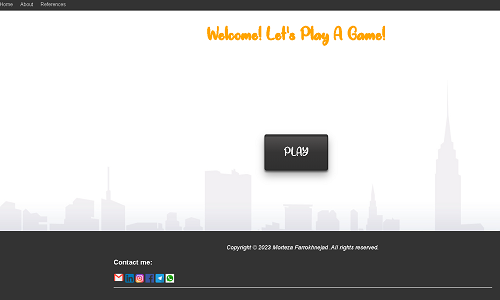 Home About References
Welcome! Let's Play A Game!
PLAY
Copyright © 2023 Morteza Farrokhnejad. All rights reserved.
Contact me: